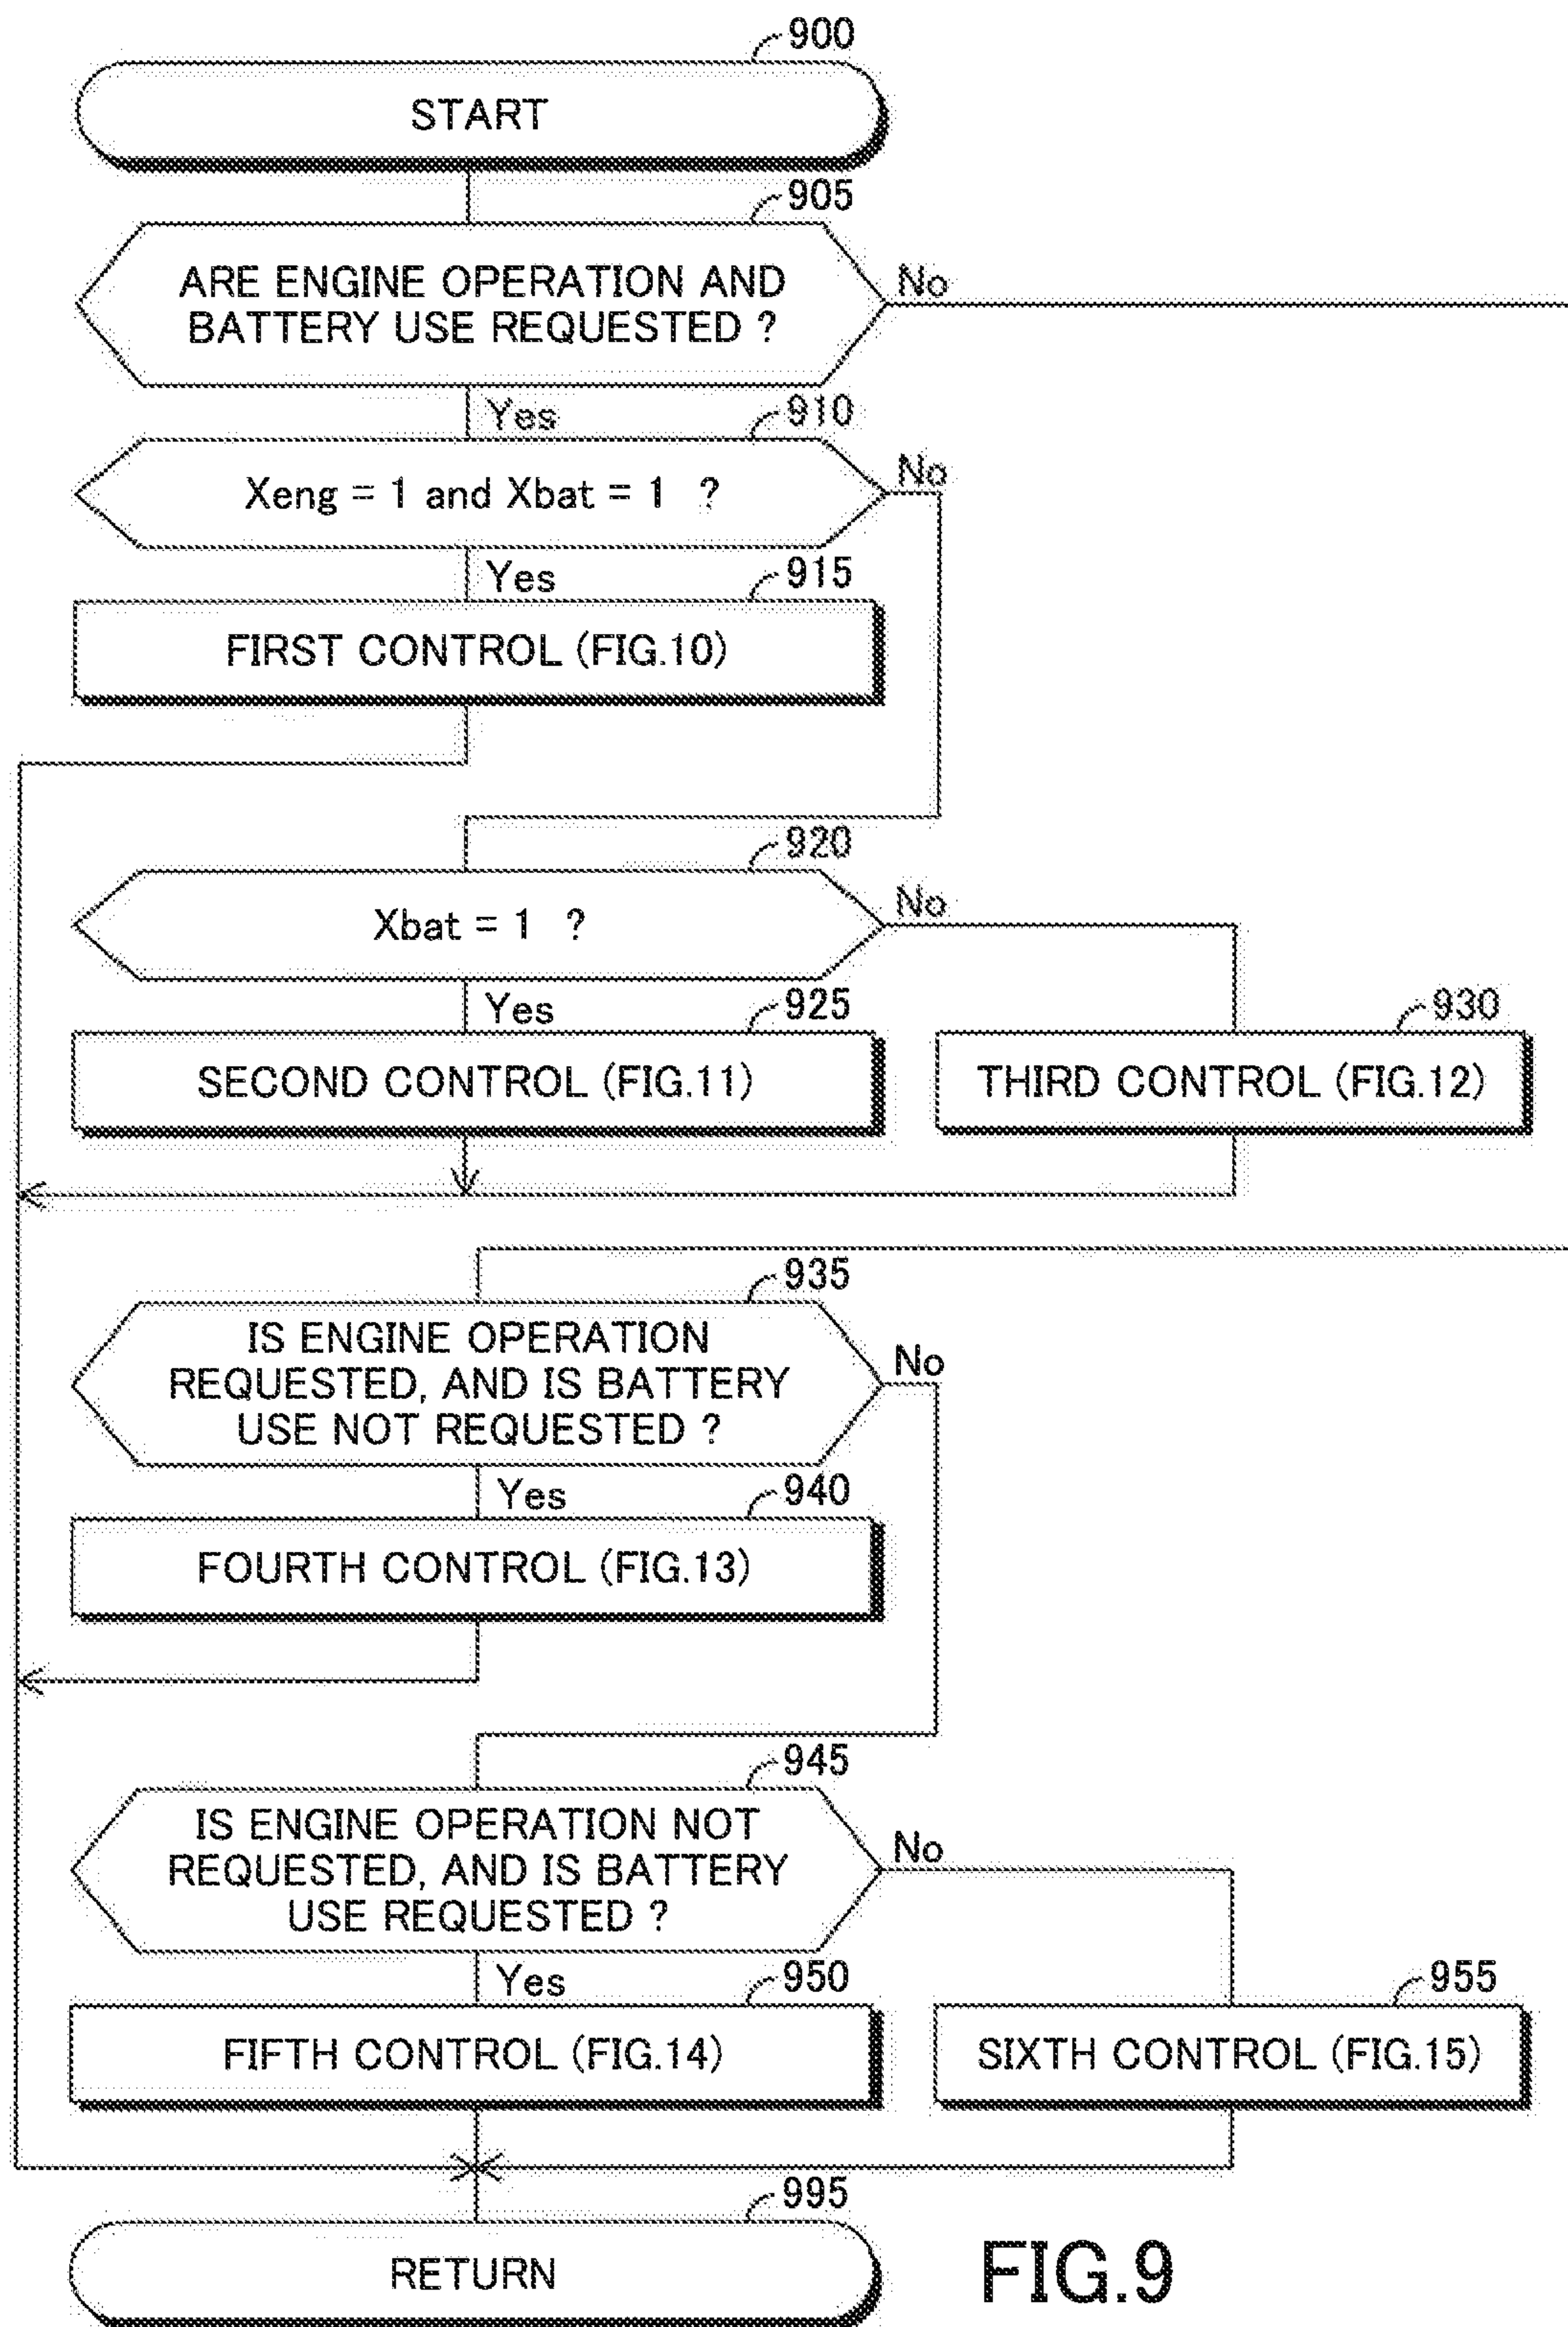 900
START
905
ARE ENGINE OPERATION AND
BATTERY USE REQUESTED ?
No
Yes
910
Xeng = 1 and Xbat = 1 ?
No
Yes
915
FIRST CONTROL (FIG.10)
920
Xbat = 1 ?
No
Yes
925
SECOND CONTROL (FIG.11)
930
THIRD CONTROL (FIG.12)
935
IS ENGINE OPERATION
REQUESTED, AND IS BATTERY
USE NOT REQUESTED ?
No
Yes
940
FOURTH CONTROL (FIG.13)
945
IS ENGINE OPERATION NOT
REQUESTED, AND IS BATTERY
USE REQUESTED ?
No
Yes
950
FIFTH CONTROL (FIG.14)
955
SIXTH CONTROL (FIG.15)
995
RETURN
FIG.9